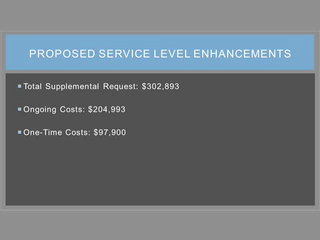 PROPOSED SERVICE LEVEL ENHANCEMENTS
Total Supplemental Request: $302,893
Ongoing Costs: $204,993
One-Time Costs: $97,900